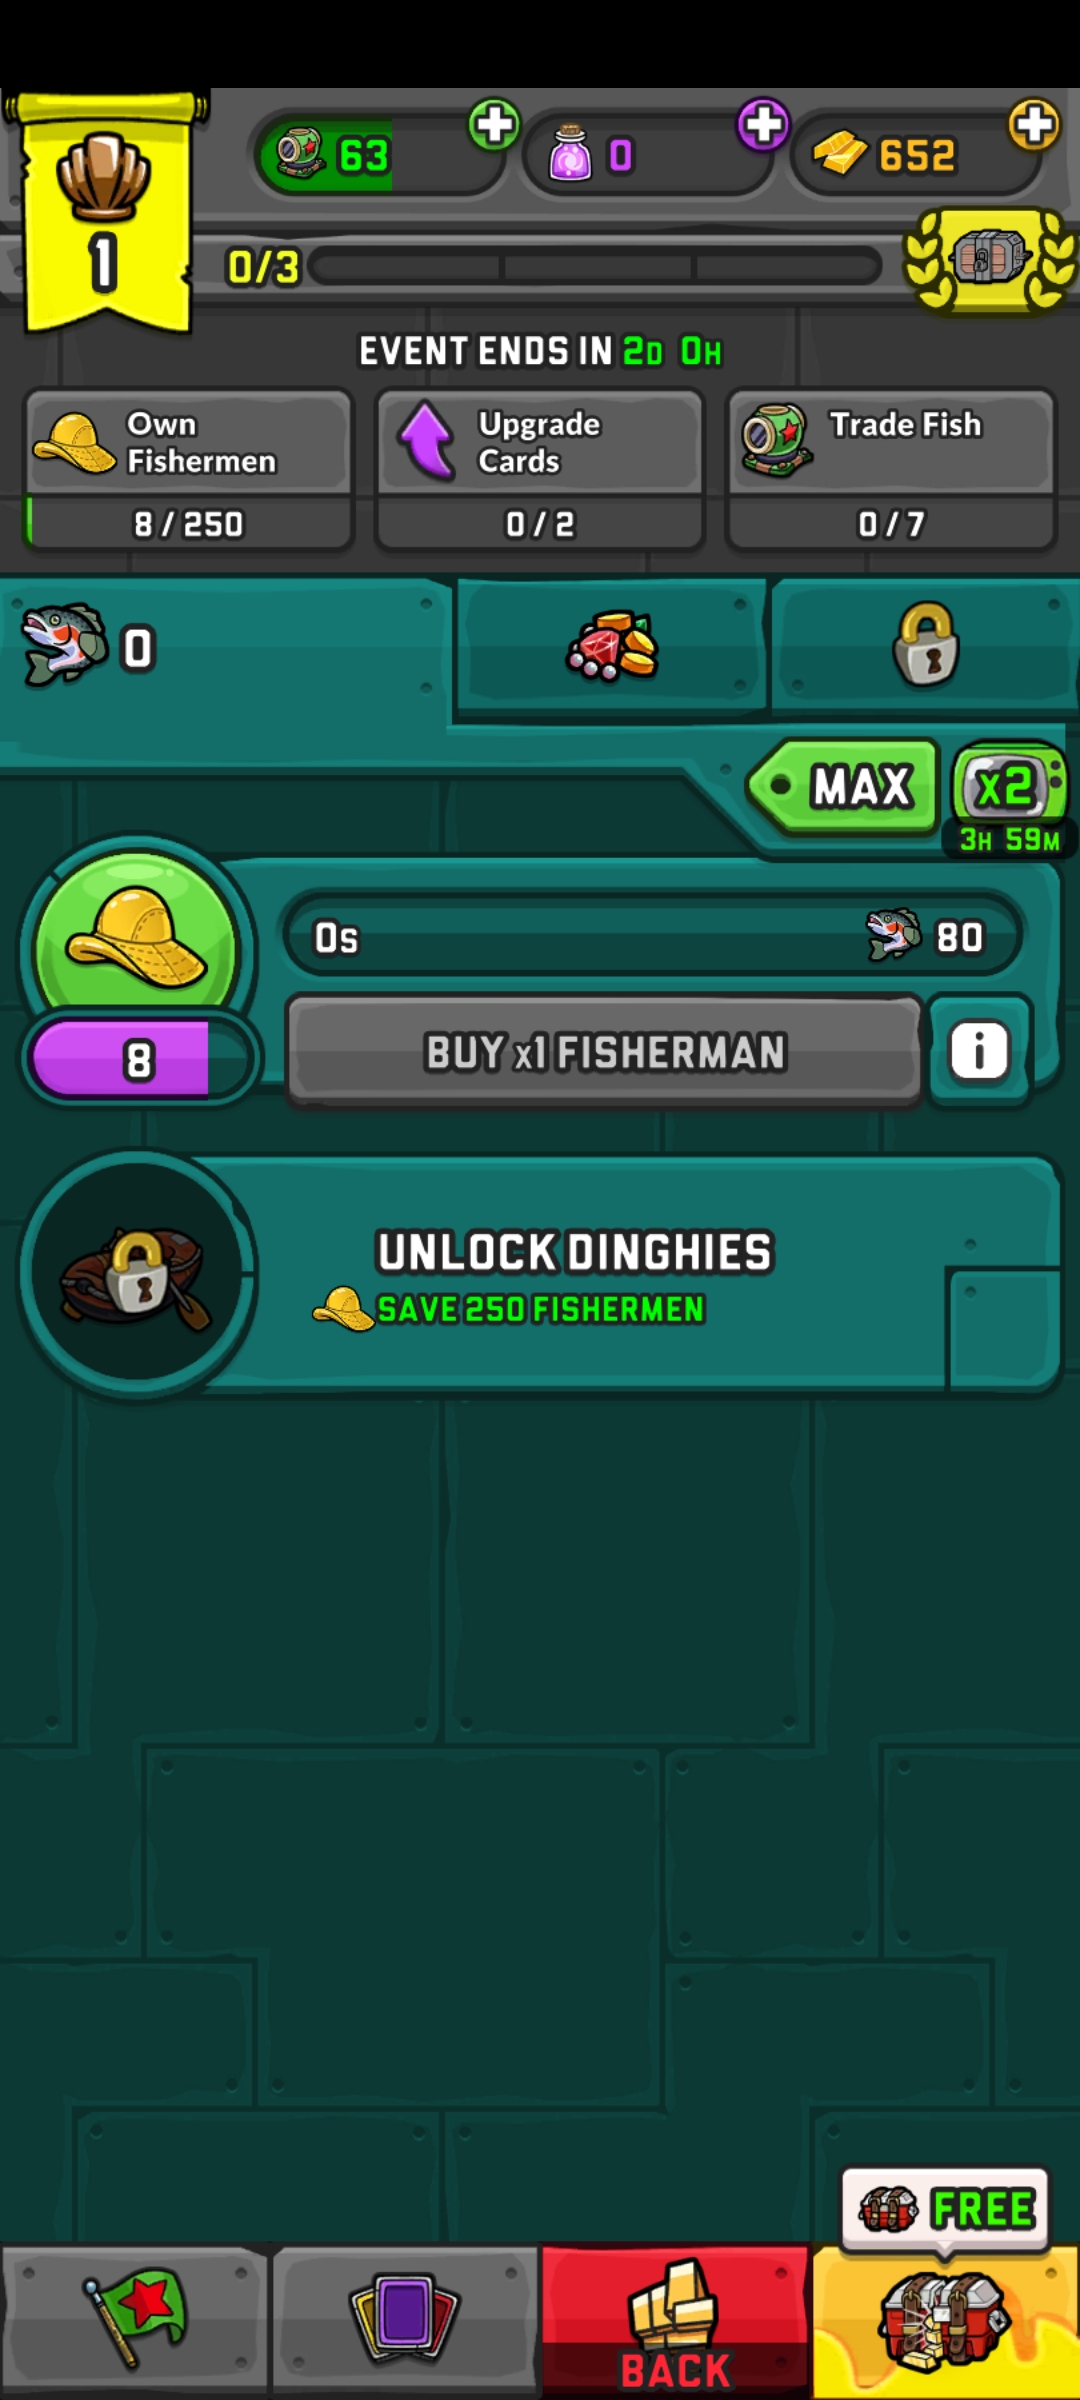 63
0
652
1
0/3
EVENT ENDS IN 2D 0H
Own
Fishermen
8 / 250
Upgrade
Cards
0 / 2
Trade Fish
0 / 7
0
MAX
x2
3H 59M
0s
80
8
BUY x1 FISHERMAN
i
UNLOCK DINGHIES
SAVE 250 FISHERMEN
FREE
BACK